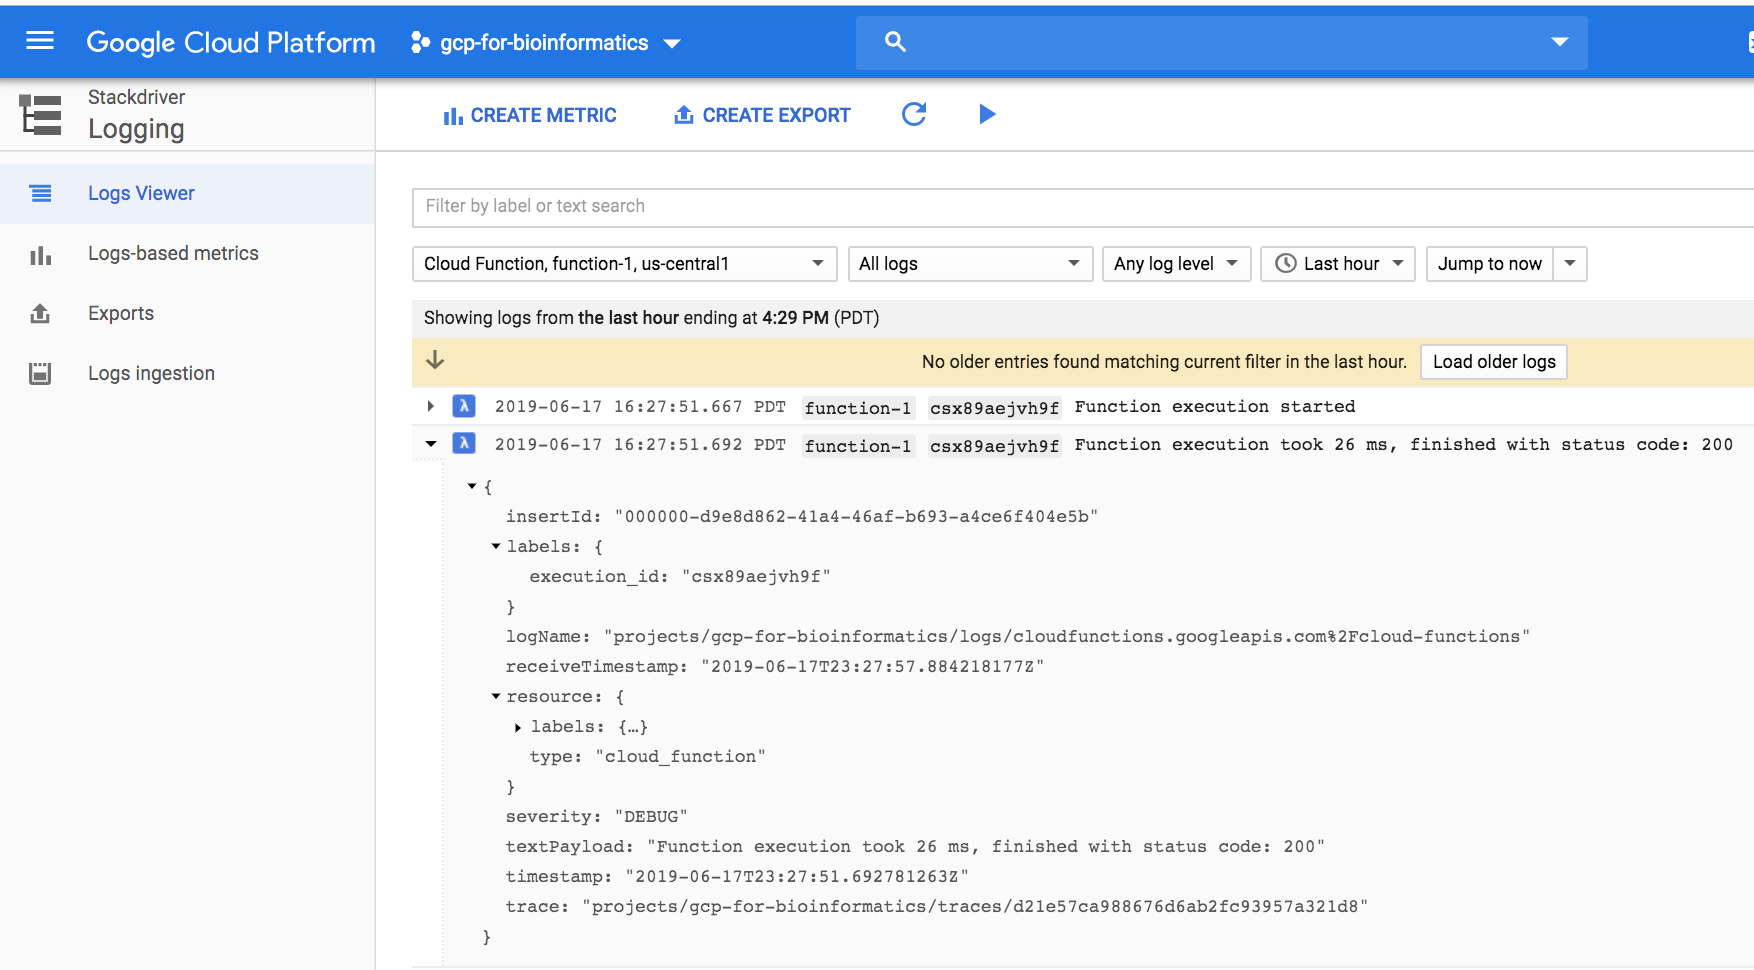 Google Cloud Platform gcp-for-bioinformatics
Stackdriver
Logging
CREATE METRIC CREATE EXPORT
Logs Viewer
Logs-based metrics
Exports
Logs ingestion
Filter by label or text search
Cloud Function, function-1, us-central1 All logs Any log level Last hour Jump to now
Showing logs from the last hour ending at 4:29 PM (PDT)
No older entries found matching current filter in the last hour. Load older logs
λ 2019-06-17 16:27:51.667 PDT function-1 csx89aejvh9f Function execution started
λ 2019-06-17 16:27:51.692 PDT function-1 csx89aejvh9f Function execution took 26 ms, finished with status code: 200
{
insertId: "000000-d9e8d862-41a4-46af-b693-a4ce6f404e5b"
labels: {
execution_id: "csx89aejvh9f"
}
logName: "projects/gcp-for-bioinformatics/logs/cloudfunctions.googleapis.com%2Fcloud-functions"
receiveTimestamp: "2019-06-17T23:27:57.884218177Z"
resource: {
labels: {…}
type: "cloud_function"
}
severity: "DEBUG"
textPayload: "Function execution took 26 ms, finished with status code: 200"
timestamp: "2019-06-17T23:27:51.692781263Z"
trace: "projects/gcp-for-bioinformatics/traces/d21e57ca988676d6ab2fc93957a321d8"
}